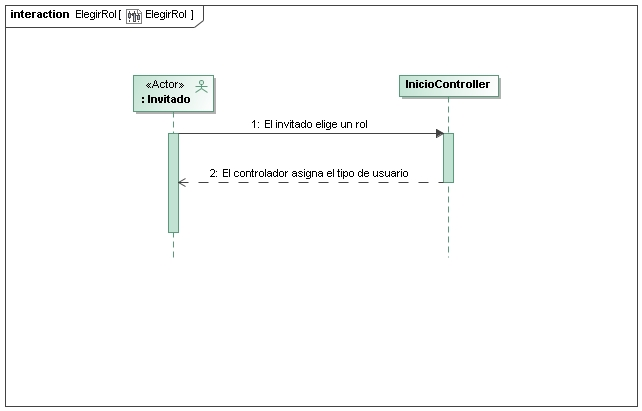 interaction ElegirRol [ ElegirRol ]
«Actor»
: Invitado
InicioController
1: El invitado elige un rol
2: El controlador asigna el tipo de usuario